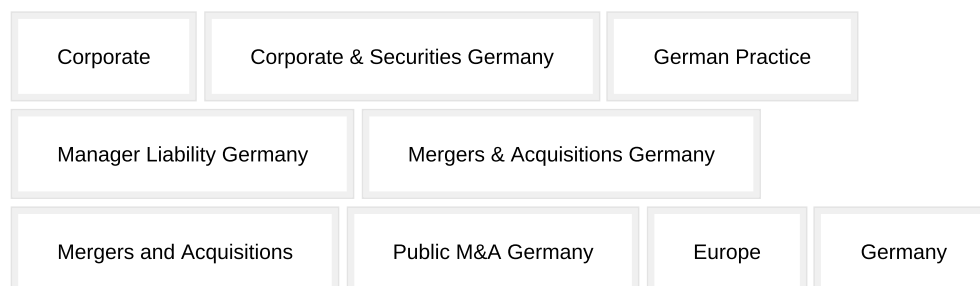 Corporate Corporate & Securities Germany German Practice
Manager Liability Germany Mergers & Acquisitions Germany
Mergers and Acquisitions Public M&A Germany Europe Germany